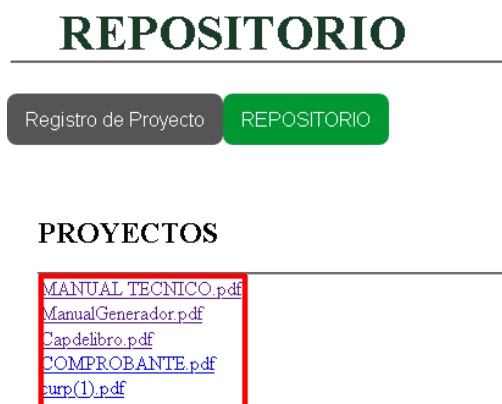 REPOSITORIO
Registro de Proyecto REPOSITORIO
PROYECTOS
MANUAL TECNICO.pdf
ManualGenerador.pdf
Capdelibro.pdf
COMPROBANTE.pdf
curp(1).pdf